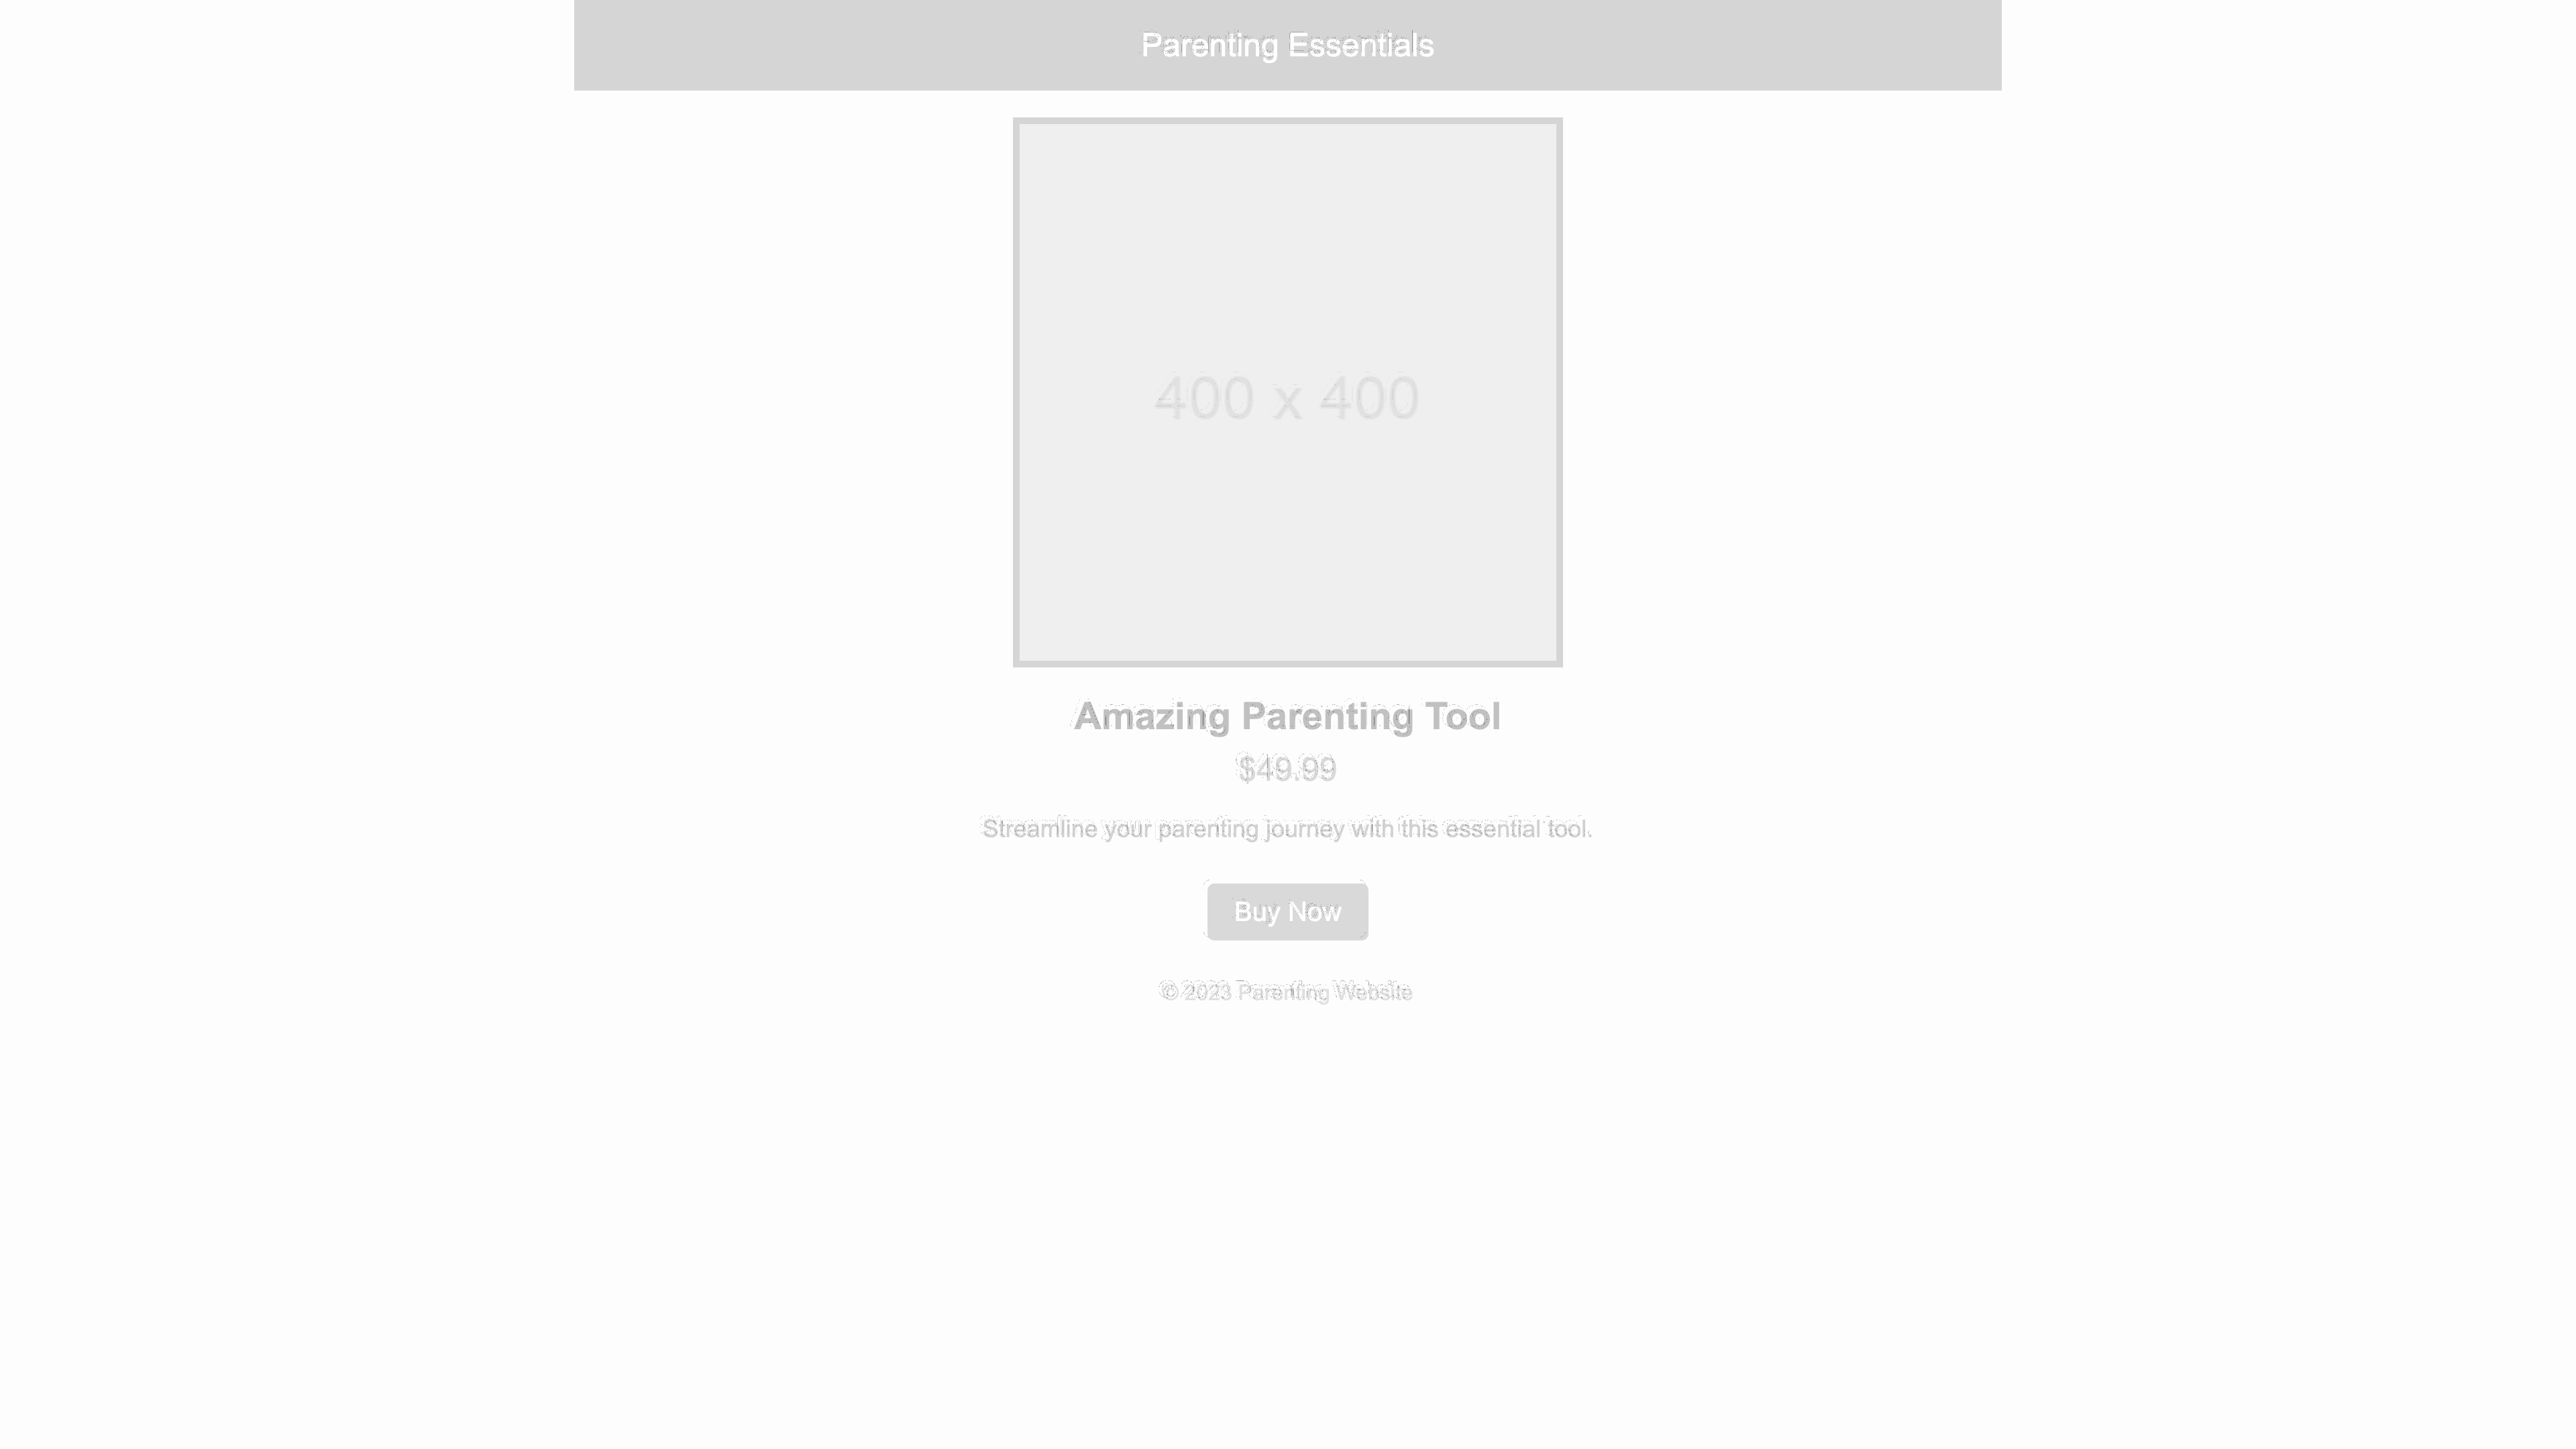 Parenting Essentials
400 x 400
Amazing Parenting Tool
$49.99
Streamline your parenting journey with this essential tool.
Buy Now
© 2023 Parenting Website